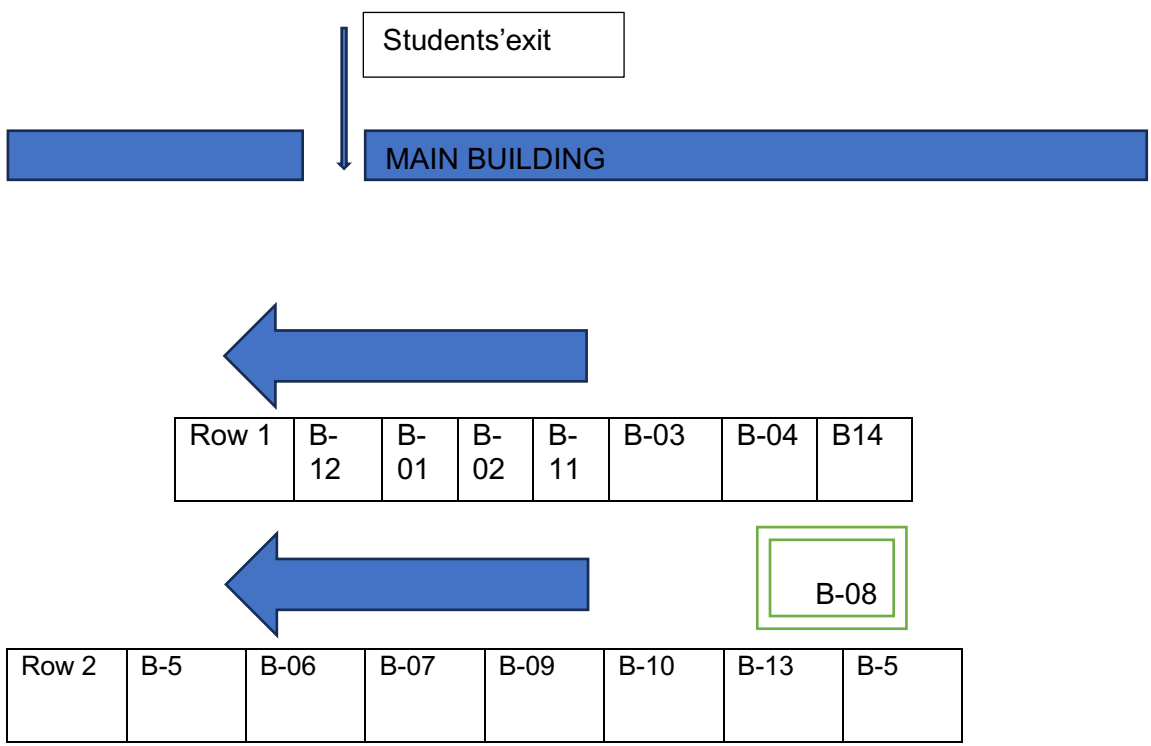 Students’exit
MAIN BUILDING
Row 1 B-12 B-01 B-02 B-11 B-03 B-04 B14
B-08
Row 2 B-5 B-06 B-07 B-09 B-10 B-13 B-5